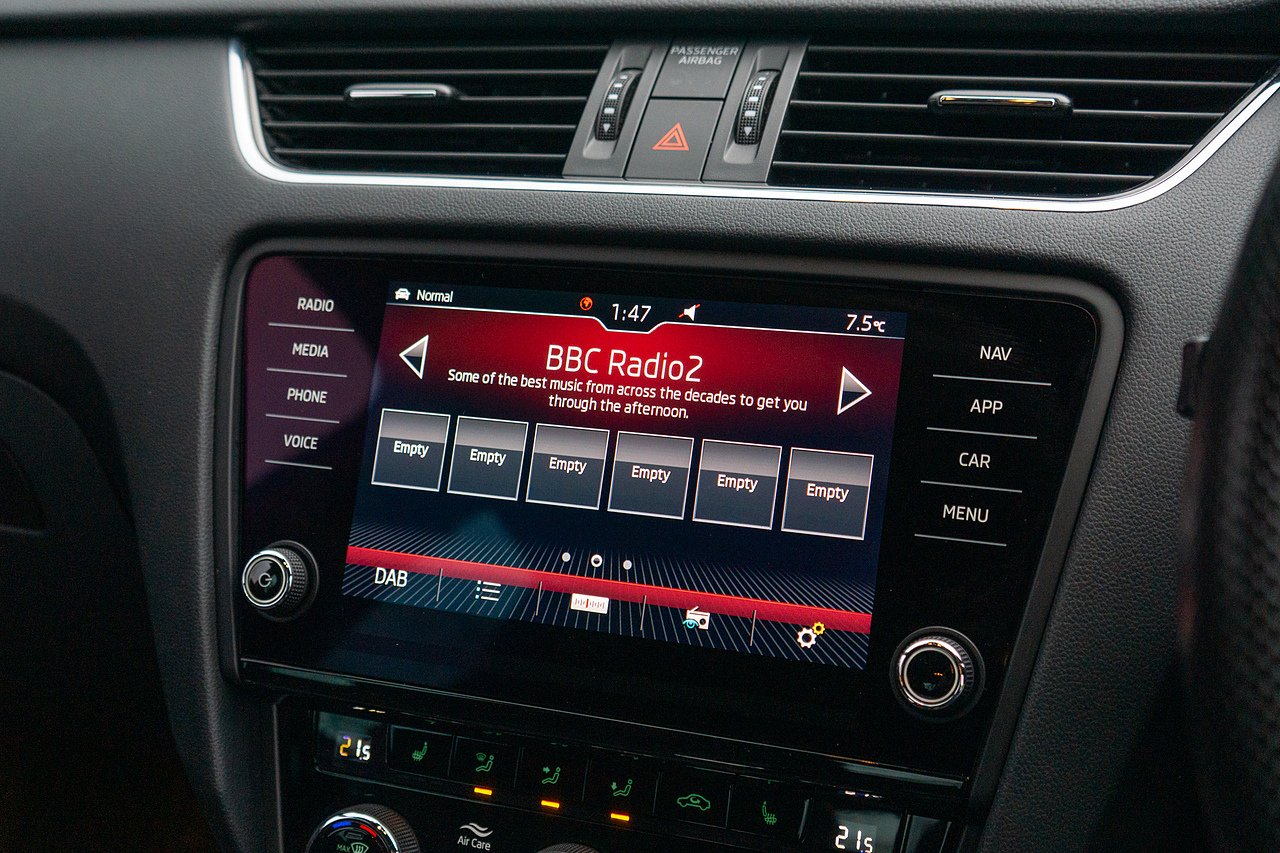 PASSENGER
AIRBAG
RADIO
MEDIA
PHONE
VOICE
Normal
1:47
7.5°C
BBC Radio2
Some of the best music from across the decades to get you
through the afternoon.
Empty
Empty
Empty
Empty
Empty
Empty
DAB
NAV
APP
CAR
MENU
21.5
MAX
Air Care
21.5